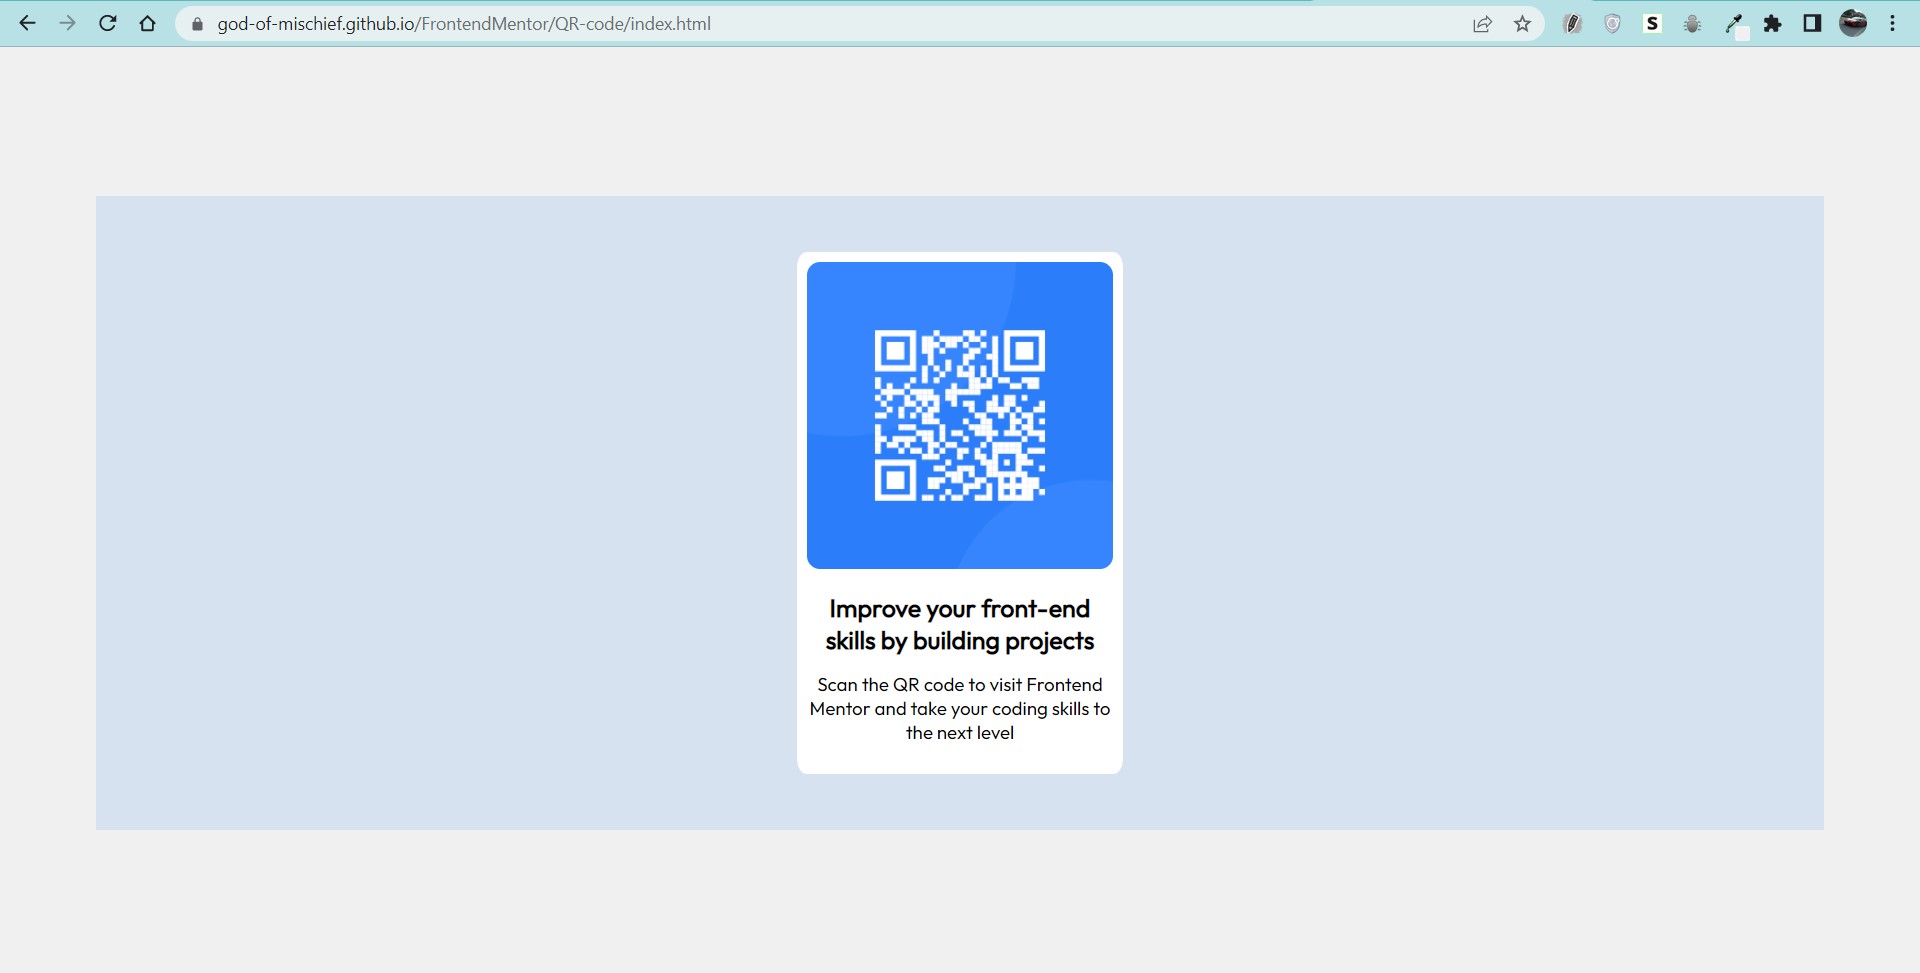 god-of-mischief.github.io/FrontendMentor/QR-code/index.html
S
Improve your front-end
skills by building projects
Scan the QR code to visit Frontend
Mentor and take your coding skills to
the next level